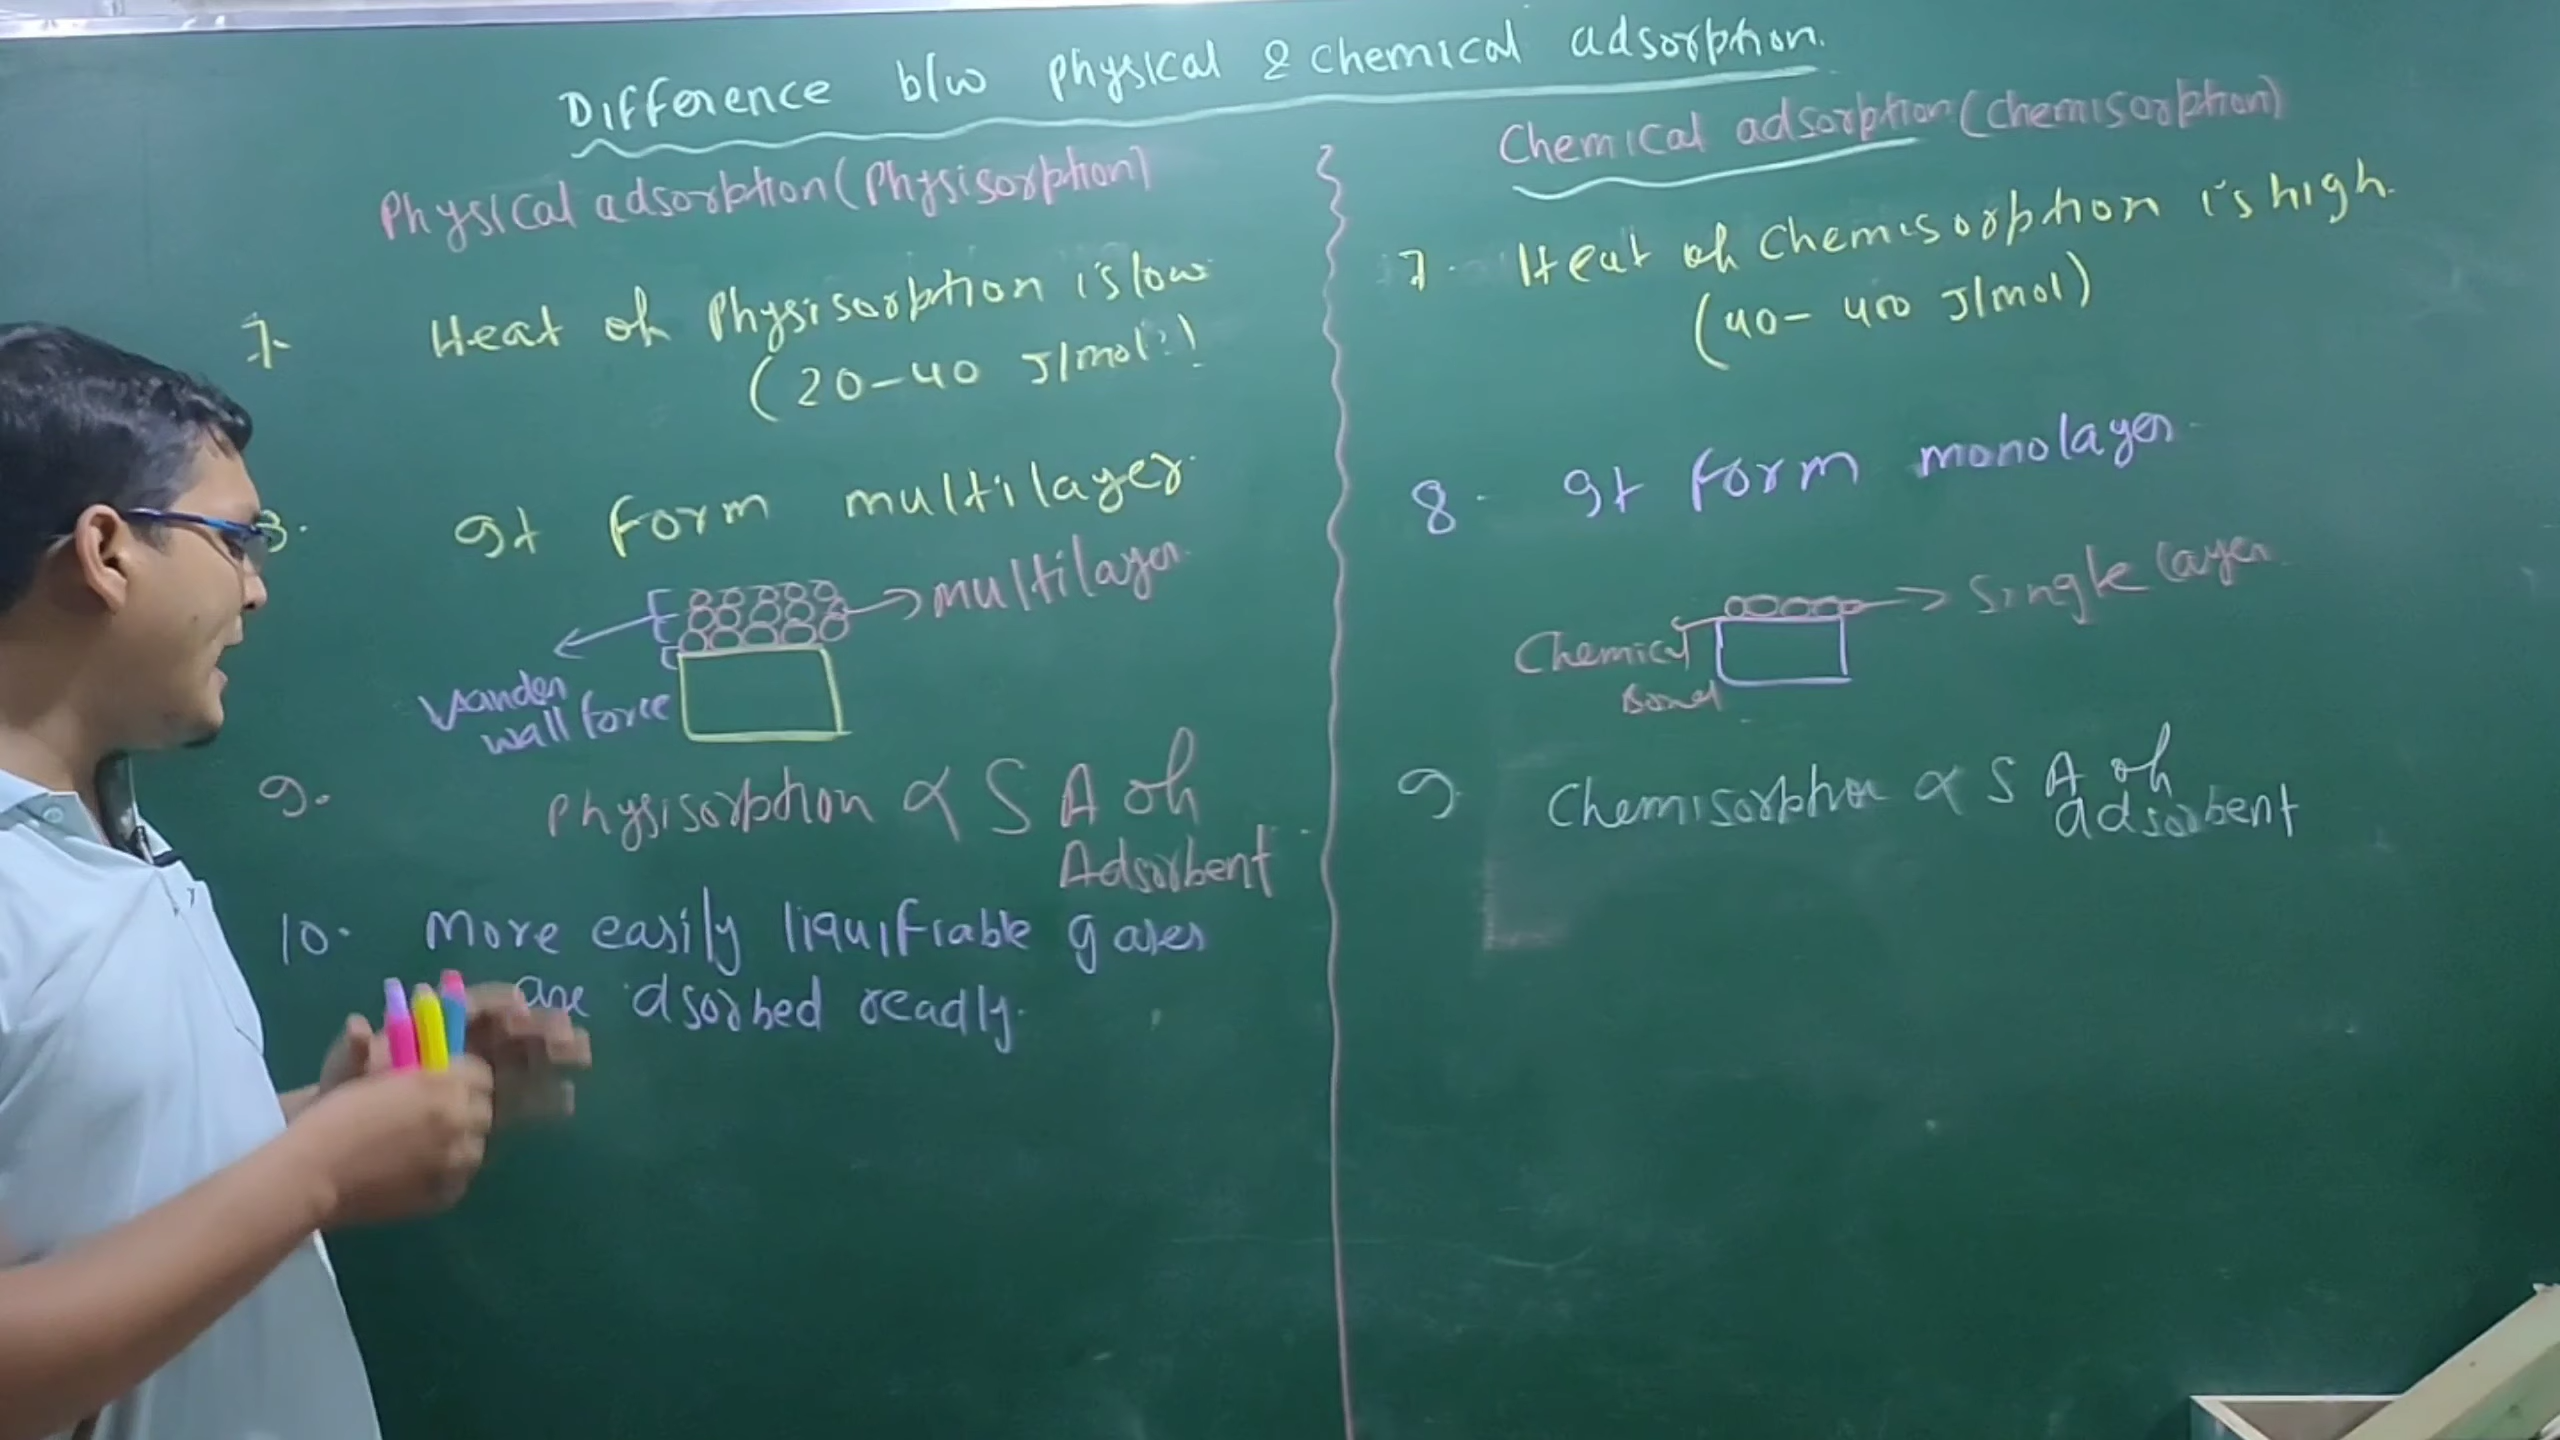 Difference b/w physical & chemical adsorption.
Physical adsorption (Physisorption)
7. Heat of Physisorption is low
(20-40 J/mol)
8. It form multilayer.
multilayer
Vanden
wall force
9. Physisorption ∝ S A of
Adsorbent
10. More easily liquifiable gases
are dsorbed readly.
Chemical adsorption (chemisorption)
7. Heat of Chemisorption is high.
(40-400 J/mol)
8. It form monolayer.
Single layer
Chemical
Bond
9. Chemisorption ∝ S A of
adsorbent